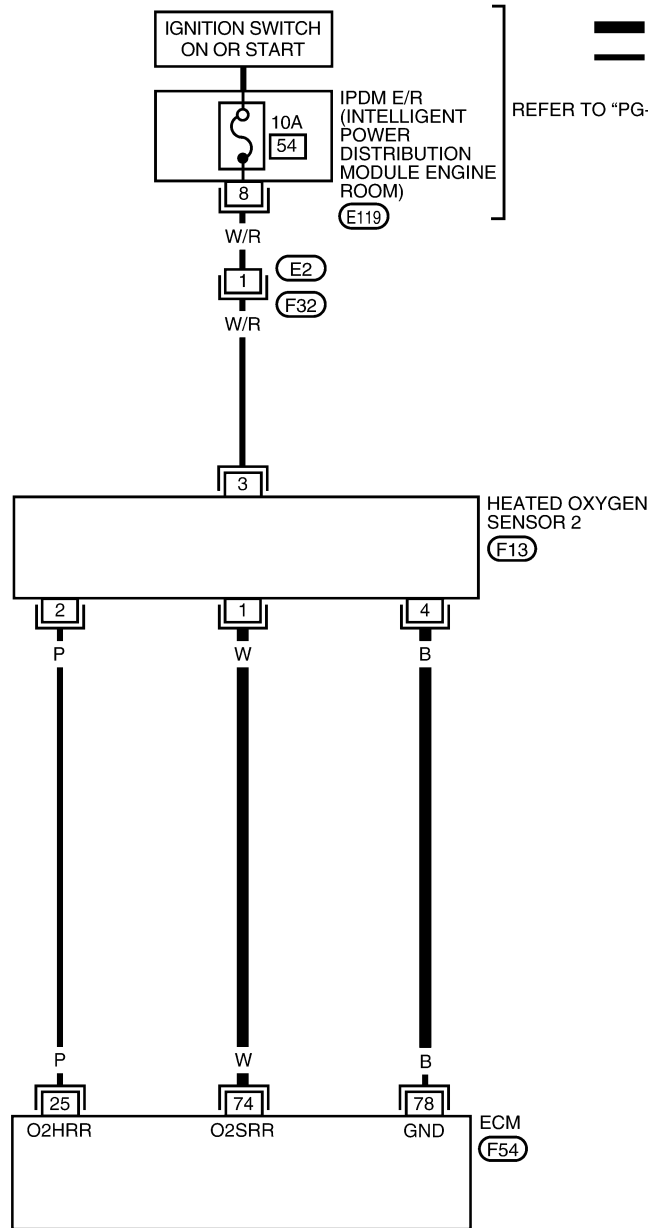 IGNITION SWITCH
ON OR START
IPDM E/R
(INTELLIGENT
POWER
DISTRIBUTION
MODULE ENGINE
ROOM)
10A
54
REFER TO “PG-
8
E119
W/R
1
E2
F32
W/R
3
HEATED OXYGEN
SENSOR 2
F13
2
1
4
P
W
B
P
W
B
25
74
78
O2HRR
O2SRR
GND
ECM
F54